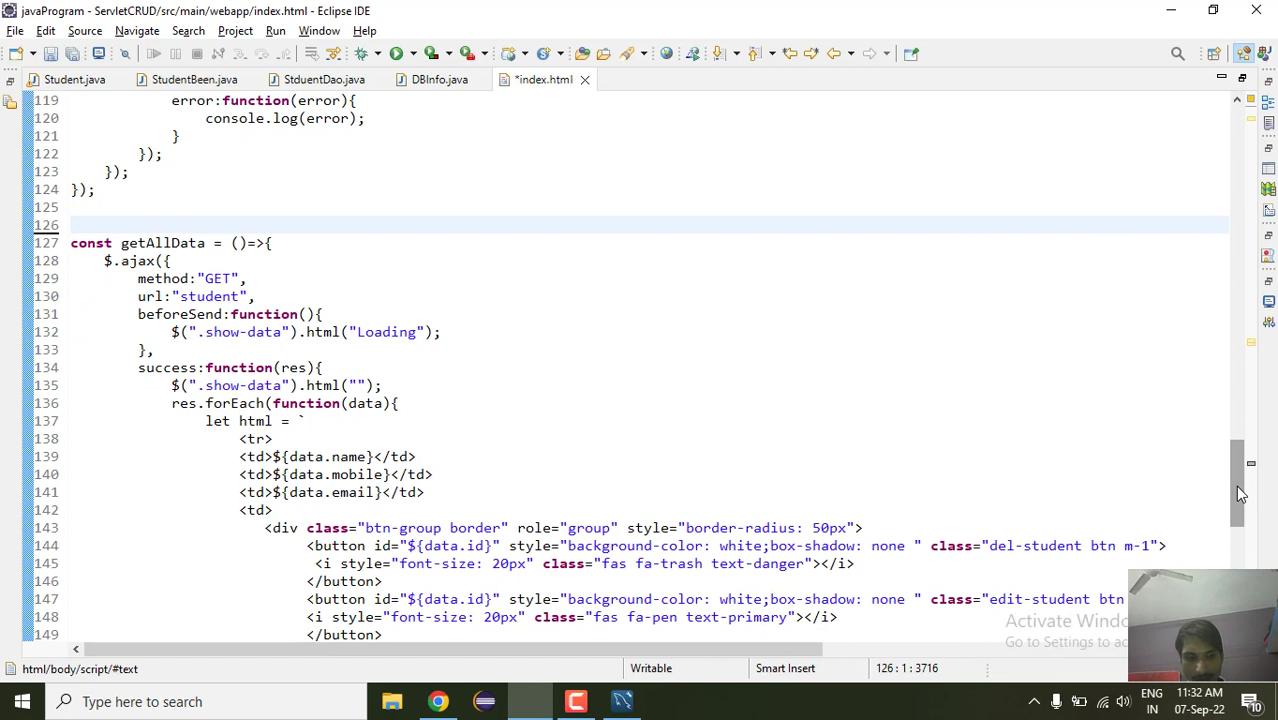 javaProgram - ServletCRUD/src/main/webapp/index.html - Eclipse IDE
File Edit Source Navigate Search Project Run Window Help
Student.java StudentBeen.java StduentDao.java DBInfo.java *index.html
119 error:function(error){
120 console.log(error);
121 }
122 });
123 });
124 });
125
126
127 const getAllData = ()=>{
128 $.ajax({
129 method:"GET",
130 url:"student",
131 beforeSend:function(){
132 $(".show-data").html("Loading");
133 },
134 success:function(res){
135 $(".show-data").html("");
136 res.forEach(function(data){
137 let html = `
138 <tr>
139 <td>${data.name}</td>
140 <td>${data.mobile}</td>
141 <td>${data.email}</td>
142 <td>
143 <div class="btn-group border" role="group" style="border-radius: 50px">
144 <button id="${data.id}" style="background-color: white;box-shadow: none " class="del-student btn m-1">
145 <i style="font-size: 20px" class="fas fa-trash text-danger"></i>
146 </button>
147 <button id="${data.id}" style="background-color: white;box-shadow: none " class="edit-student btn
148 <i style="font-size: 20px" class="fas fa-pen text-primary"></i>
149 </button>
Activate Windo
Go to Settings to ac
html/body/script/#text Writable Smart Insert 126 : 1 : 3716
Type here to search
ENG
IN
11:32 AM
07-Sep-22
10